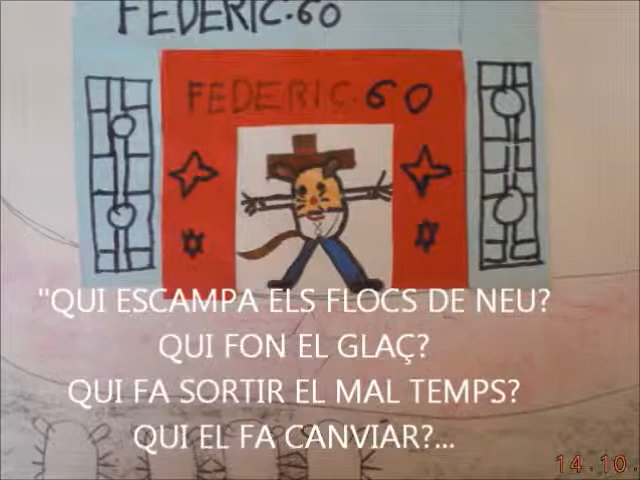 FEDERIC.60
FEDERIC.60
"QUI ESCAMPA ELS FLOCS DE NEU?
QUI FON EL GLAÇ?
QUI FA SORTIR EL MAL TEMPS?
QUI EL FA CANVIAR?...
14.10.